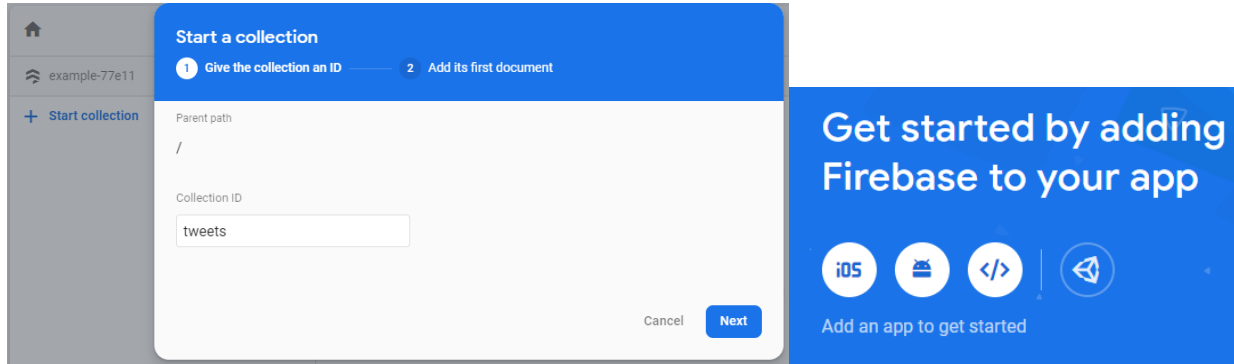 Start a collection
1 Give the collection an ID
2 Add its first document
example-77e11
+ Start collection
Parent path
/
Collection ID
tweets
Cancel
Next
Get started by adding
Firebase to your app
iOS
</>
Add an app to get started